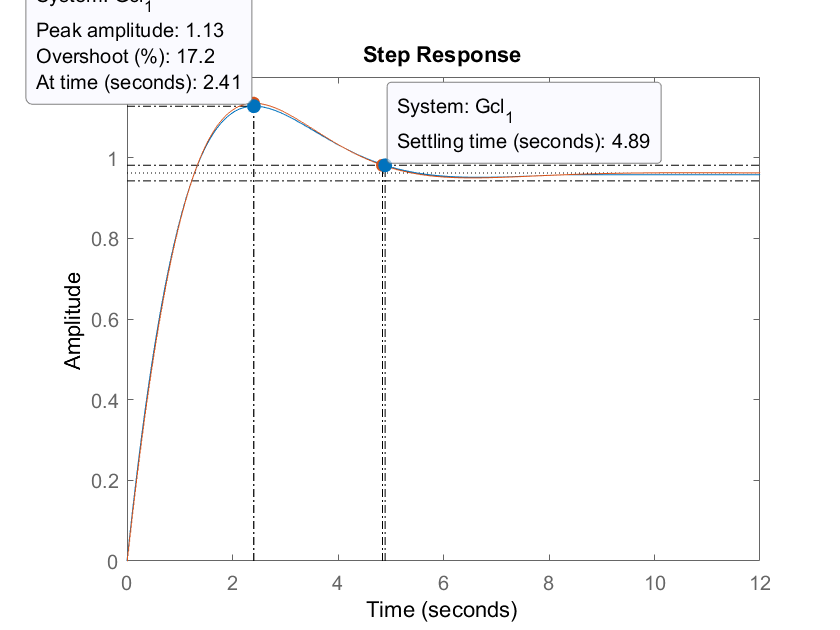 System: Gcl1
Peak amplitude: 1.13
Overshoot (%): 17.2
At time (seconds): 2.41
Step Response
System: Gcl1
Settling time (seconds): 4.89
1
0.8
0.6
0.4
0.2
0
Amplitude
0 2 4 6 8 10 12
Time (seconds)